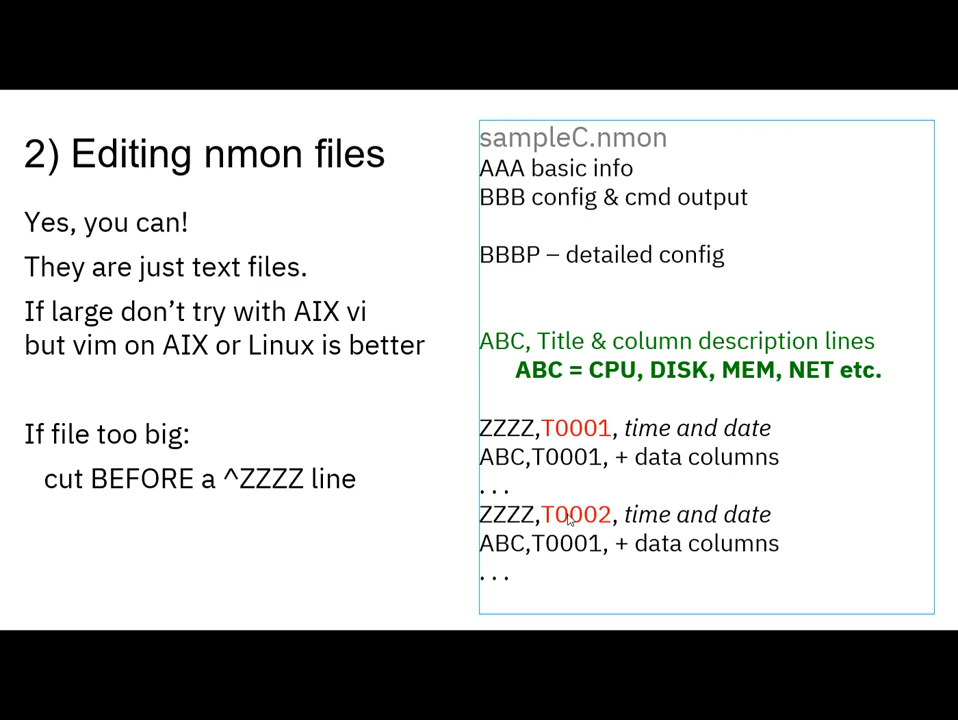 2) Editing nmon files
Yes, you can!
They are just text files.
If large don’t try with AIX vi
but vim on AIX or Linux is better
If file too big:
cut BEFORE a ^ZZZZ line
sampleC.nmon
AAA basic info
BBB config & cmd output
BBBP – detailed config
ABC, Title & column description lines
ABC = CPU, DISK, MEM, NET etc.
ZZZZ,T0001, time and date
ABC,T0001, + data columns
. . .
ZZZZ,T0002, time and date
ABC,T0001, + data columns
. . .